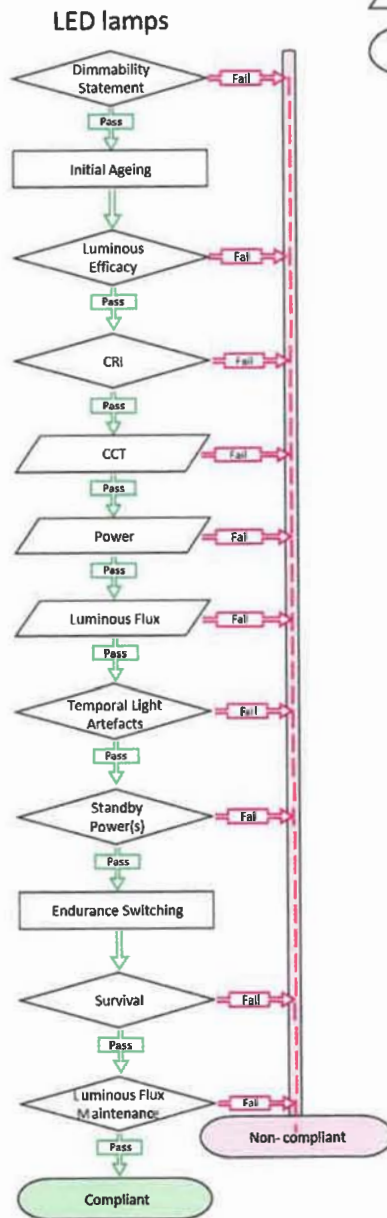 LED lamps
Dimmability
Statement
Fail
Pass
Initial Ageing
Luminous
Efficacy
Fail
Pass
CRI
Fail
Pass
CCT
Fail
Pass
Power
Fail
Pass
Luminous Flux
Fail
Pass
Temporal Light
Artefacts
Fail
Pass
Standby
Power(s)
Fail
Pass
Endurance Switching
Survival
Fail
Pass
Luminous Flux
Maintenance
Fail
Non- compliant
Pass
Compliant